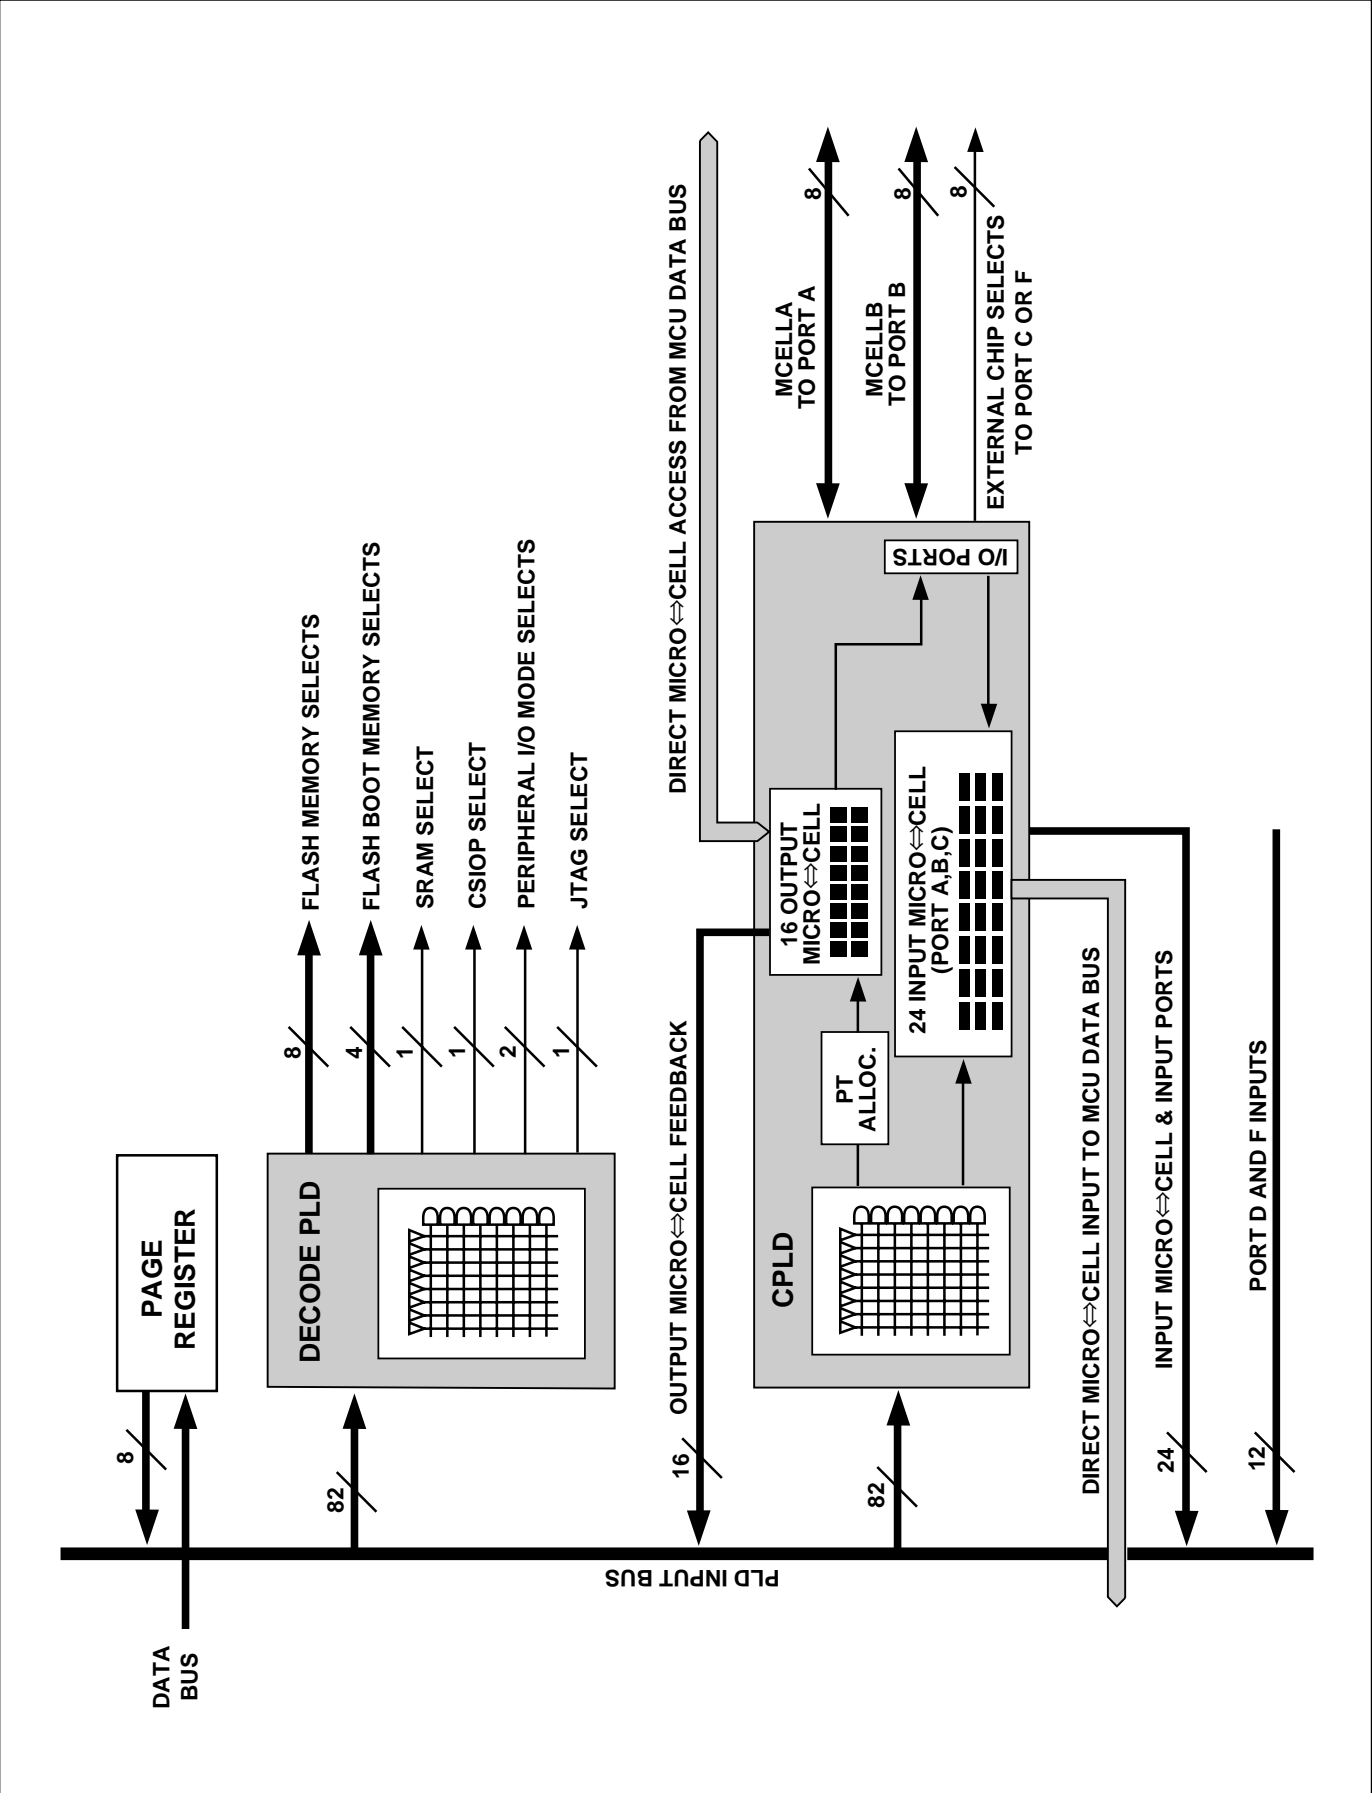 DATA
BUS
8
PAGE
REGISTER
PLD INPUT BUS
82
DECODE PLD
8
FLASH MEMORY SELECTS
4
FLASH BOOT MEMORY SELECTS
1
SRAM SELECT
1
CSIOP SELECT
2
PERIPHERAL I/O MODE SELECTS
1
JTAG SELECT
16
OUTPUT MICRO⇔CELL FEEDBACK
DIRECT MICRO⇔CELL ACCESS FROM MCU DATA BUS
82
CPLD
PT
ALLOC.
16 OUTPUT
MICRO⇔CELL
24 INPUT MICRO⇔CELL
(PORT A,B,C)
I/O PORTS
MCELLA
TO PORT A
8
MCELLB
TO PORT B
8
EXTERNAL CHIP SELECTS
TO PORT C OR F
8
DIRECT MICRO⇔CELL INPUT TO MCU DATA BUS
24
INPUT MICRO⇔CELL & INPUT PORTS
12
PORT D AND F INPUTS